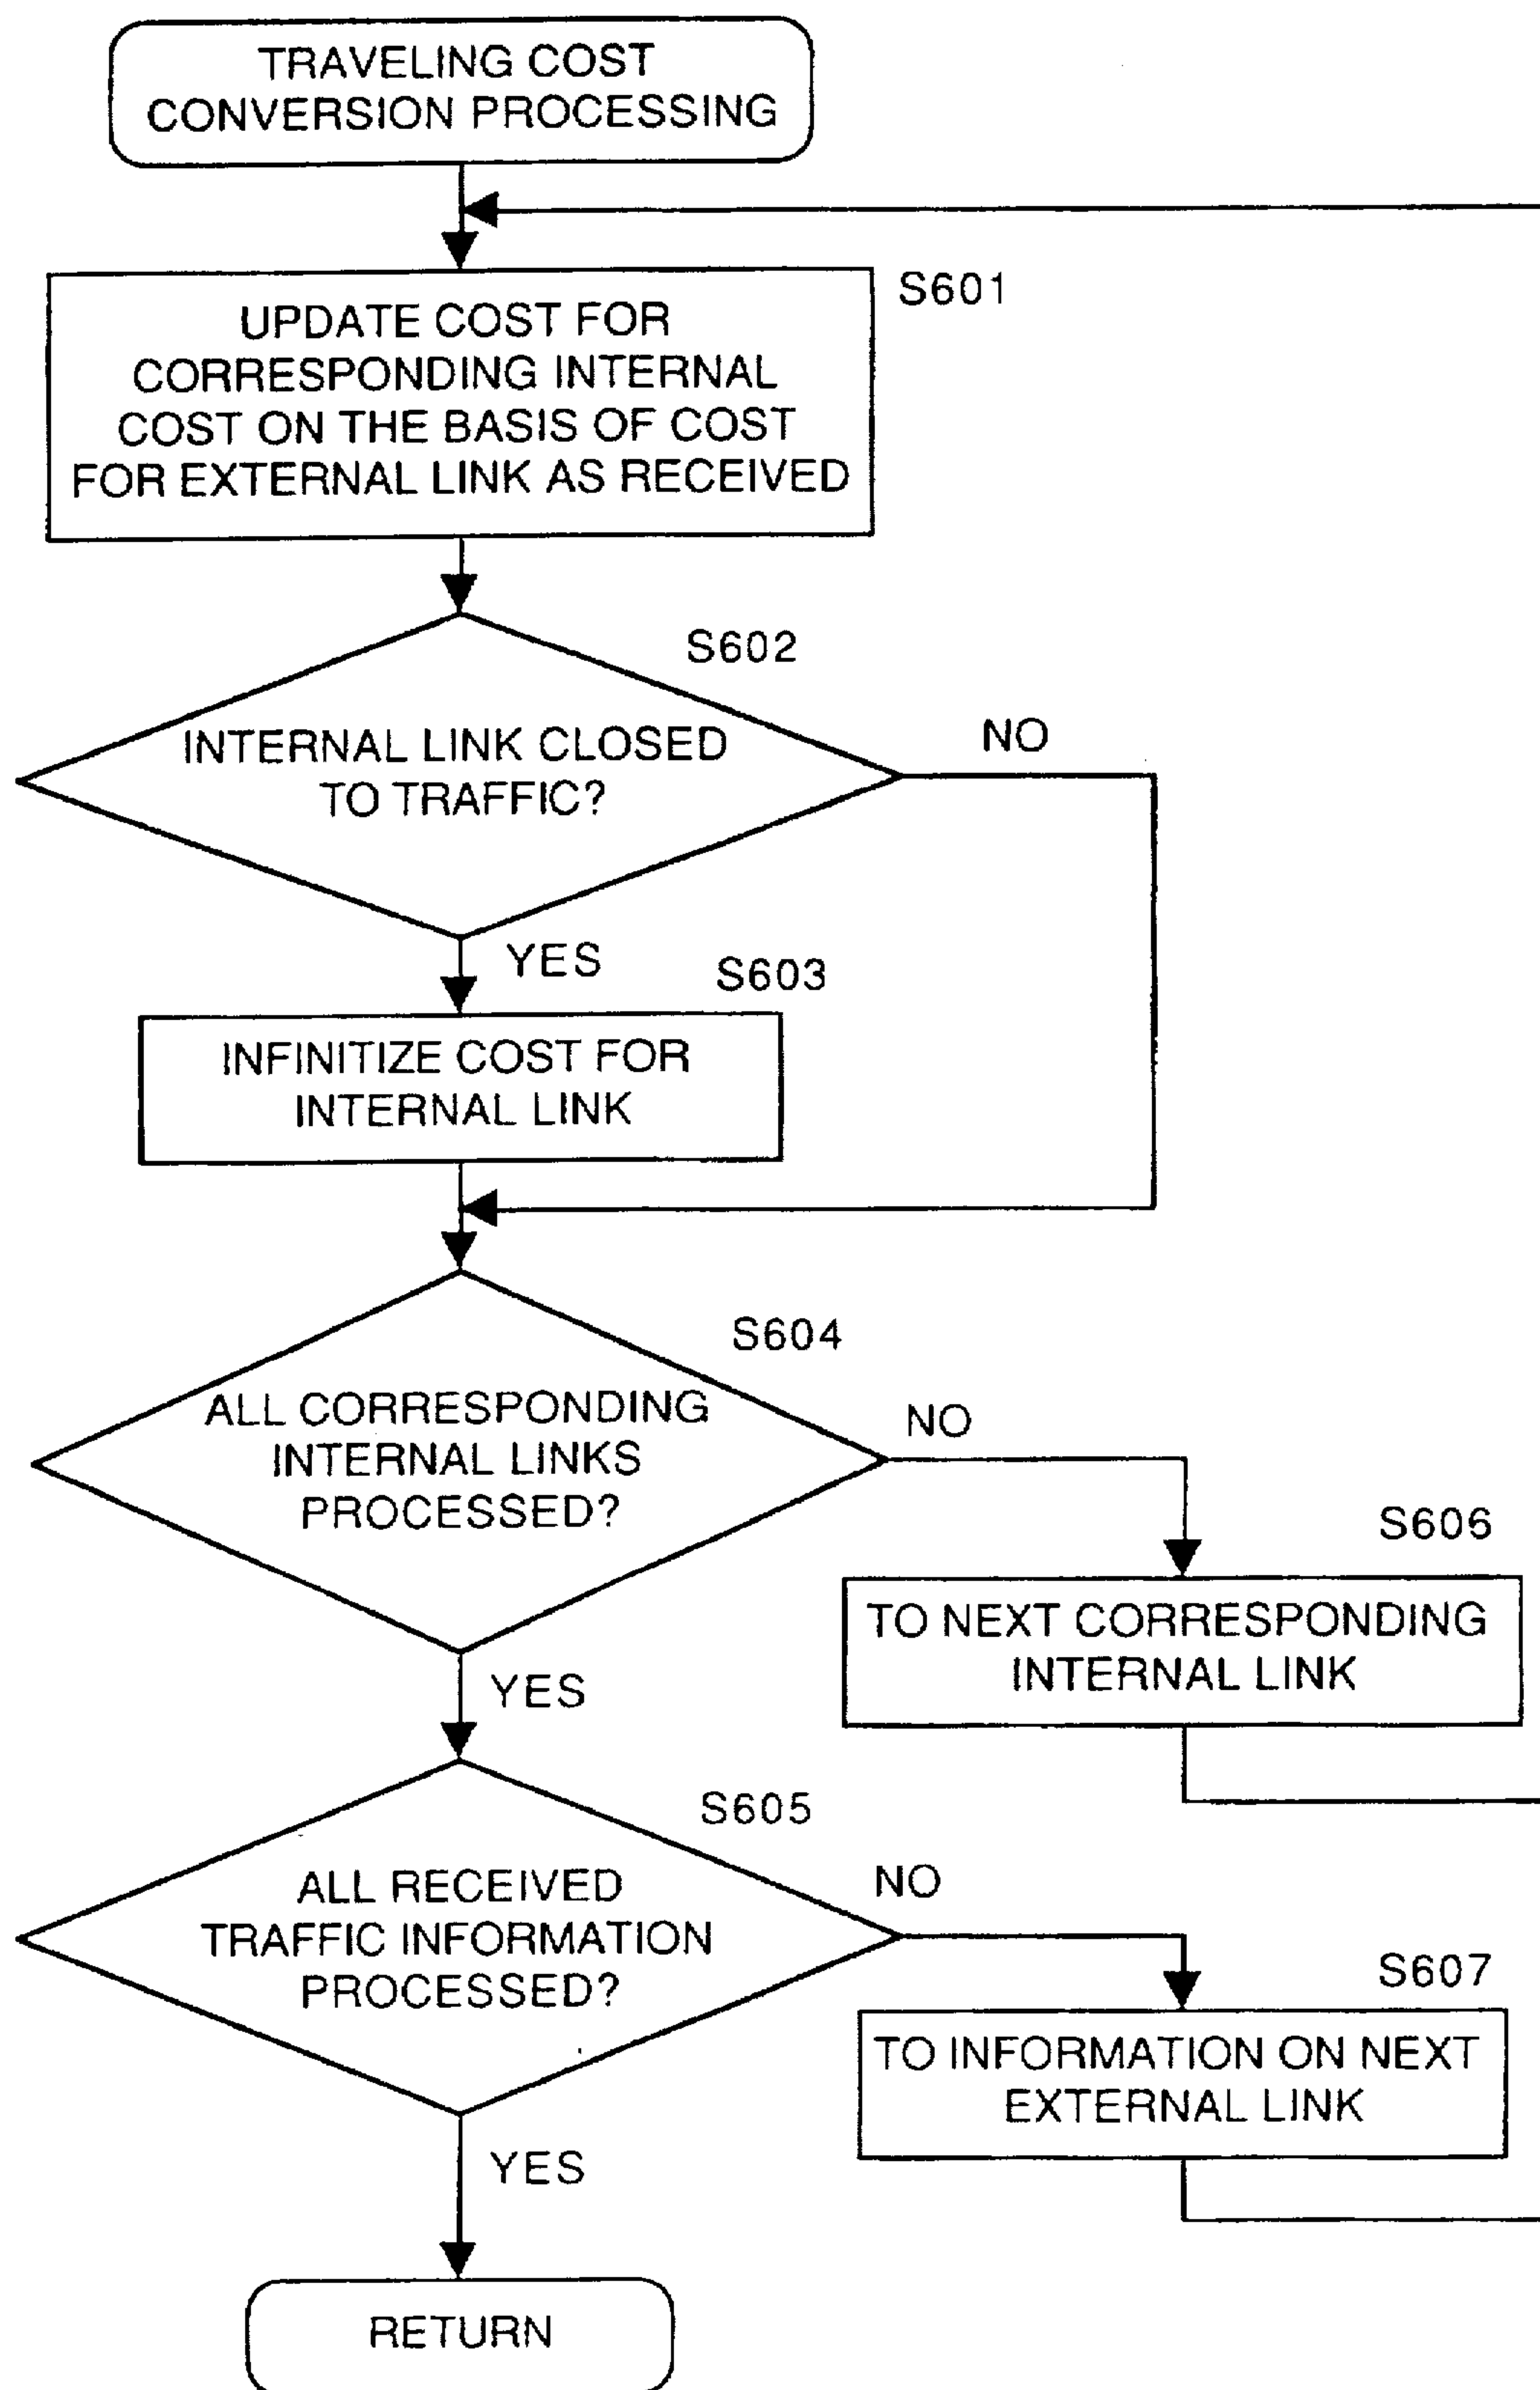 TRAVELING COST
CONVERSION PROCESSING
S601
UPDATE COST FOR
CORRESPONDING INTERNAL
COST ON THE BASIS OF COST
FOR EXTERNAL LINK AS RECEIVED
S602
INTERNAL LINK CLOSED
TO TRAFFIC?
NO
YES
S603
INFINITIZE COST FOR
INTERNAL LINK
S604
ALL CORRESPONDING
INTERNAL LINKS
PROCESSED?
NO
S606
TO NEXT CORRESPONDING
INTERNAL LINK
YES
S605
ALL RECEIVED
TRAFFIC INFORMATION
PROCESSED?
NO
S607
TO INFORMATION ON NEXT
EXTERNAL LINK
YES
RETURN